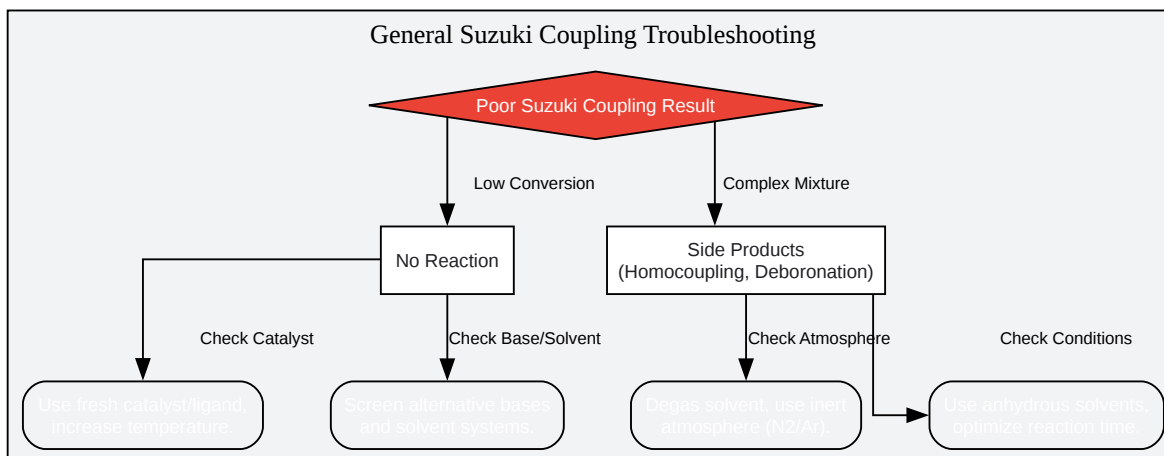 General Suzuki Coupling Troubleshooting
Poor Suzuki Coupling Result
Low Conversion
Complex Mixture
No Reaction
Side Products
(Homocoupling, Deboronation)
Check Catalyst
Check Base/Solvent
Check Atmosphere
Check Conditions
Use fresh catalyst/ligand,
increase temperature.
Screen alternative bases
and solvent systems.
Degas solvent, use inert
atmosphere (N2/Ar).
Use anhydrous solvents,
optimize reaction time.